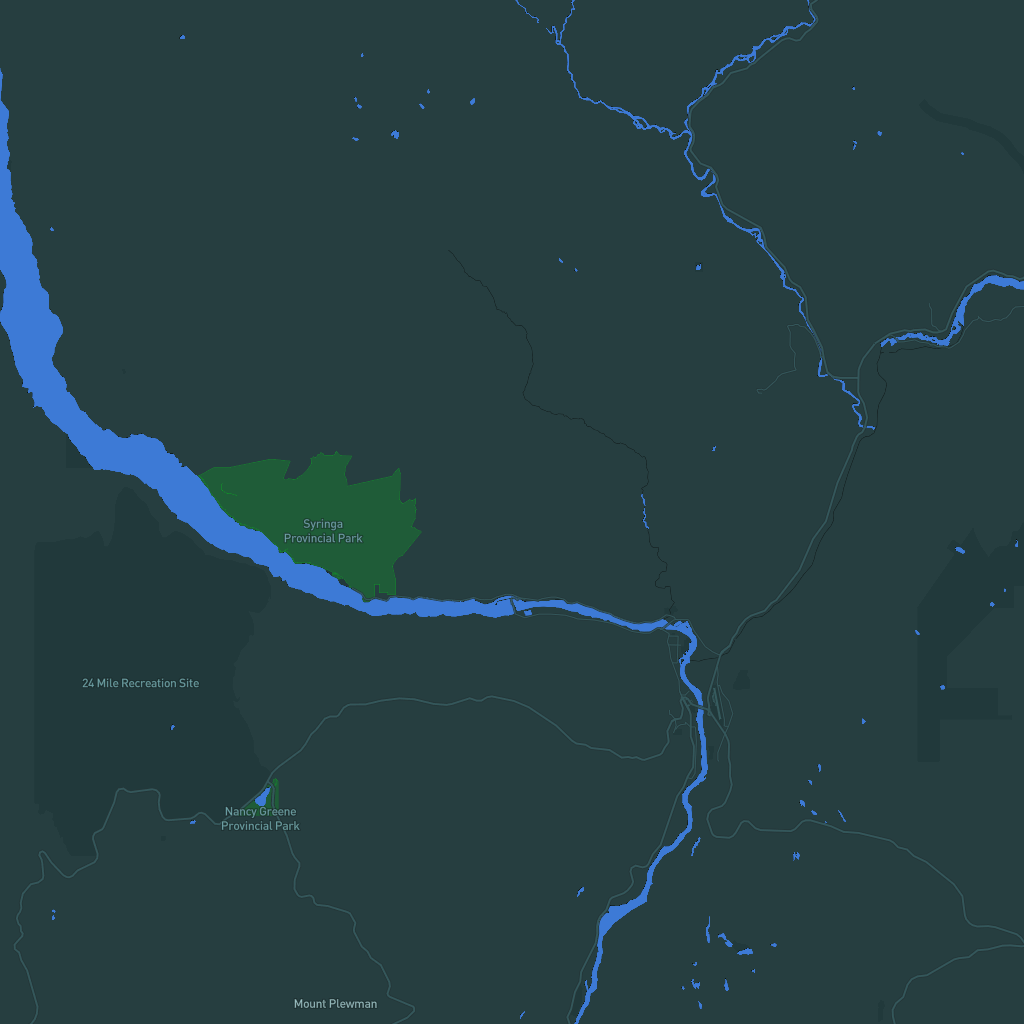 Syringa
Provincial Park
24 Mile Recreation Site
Nancy Greene
Provincial Park
Mount Plewman